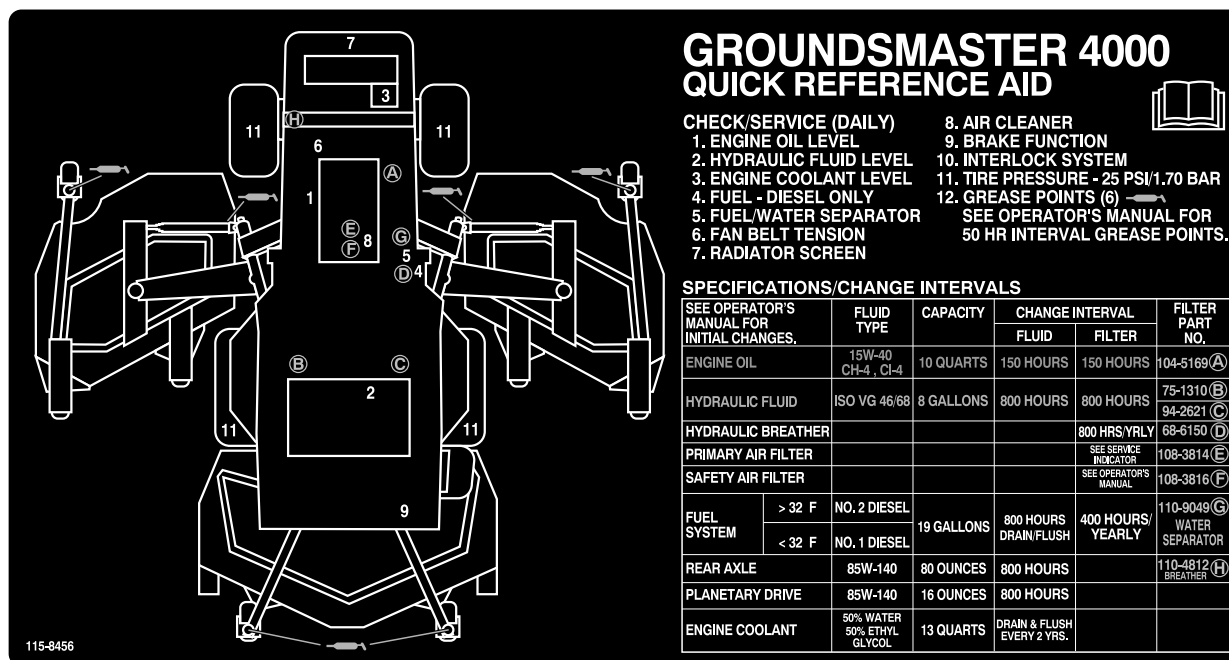 7
3
H
11
11
6
A
1
E
G
8
F
5
D
4
B
C
2
11
11
9
115-8456
GROUNDSMASTER 4000
QUICK REFERENCE AID
CHECK/SERVICE (DAILY)
1. ENGINE OIL LEVEL
2. HYDRAULIC FLUID LEVEL
3. ENGINE COOLANT LEVEL
4. FUEL - DIESEL ONLY
5. FUEL/WATER SEPARATOR
6. FAN BELT TENSION
7. RADIATOR SCREEN
8. AIR CLEANER
9. BRAKE FUNCTION
10. INTERLOCK SYSTEM
11. TIRE PRESSURE - 25 PSI/1.70 BAR
12. GREASE POINTS (6)
SEE OPERATOR'S MANUAL FOR
50 HR INTERVAL GREASE POINTS.
SPECIFICATIONS/CHANGE INTERVALS
SEE OPERATOR'S MANUAL FOR INITIAL CHANGES. FLUID TYPE CAPACITY CHANGE INTERVAL FILTER PART NO.
FLUID FILTER
ENGINE OIL 15W-40 CH-4 , CI-4 10 QUARTS 150 HOURS 150 HOURS 104-5169 A
HYDRAULIC FLUID ISO VG 46/68 8 GALLONS 800 HOURS 800 HOURS 75-1310 B
94-2621 C
HYDRAULIC BREATHER 800 HRS/YRLY 68-6150 D
PRIMARY AIR FILTER SEE SERVICE INDICATOR 108-3814 E
SAFETY AIR FILTER SEE OPERATOR'S MANUAL 108-3816 F
FUEL SYSTEM > 32 F NO. 2 DIESEL 19 GALLONS 800 HOURS DRAIN/FLUSH 400 HOURS/ YEARLY 110-9049 G WATER SEPARATOR
< 32 F NO. 1 DIESEL
REAR AXLE 85W-140 80 OUNCES 800 HOURS 110-4812 H BREATHER
PLANETARY DRIVE 85W-140 16 OUNCES 800 HOURS
ENGINE COOLANT 50% WATER 50% ETHY GLYCOL 13 QUARTS DRAIN & FLUSH EVERY 2 YRS.